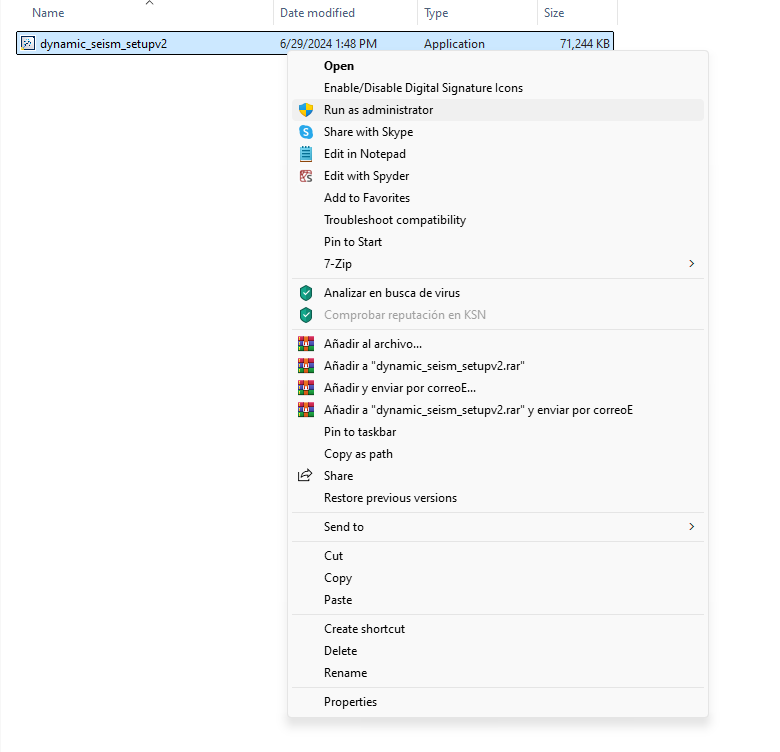 Name Date modified Type Size
dynamic_seism_setupv2 6/29/2024 1:48 PM Application 71,244 KB
Open
Enable/Disable Digital Signature Icons
Run as administrator
Share with Skype
Edit in Notepad
Edit with Spyder
Add to Favorites
Troubleshoot compatibility
Pin to Start
7-Zip
Analizar en busca de virus
Comprobar reputación en KSN
Añadir al archivo...
Añadir a "dynamic_seism_setupv2.rar"
Añadir y enviar por correoE...
Añadir a "dynamic_seism_setupv2.rar" y enviar por correoE
Pin to taskbar
Copy as path
Share
Restore previous versions
Send to
Cut
Copy
Paste
Create shortcut
Delete
Rename
Properties